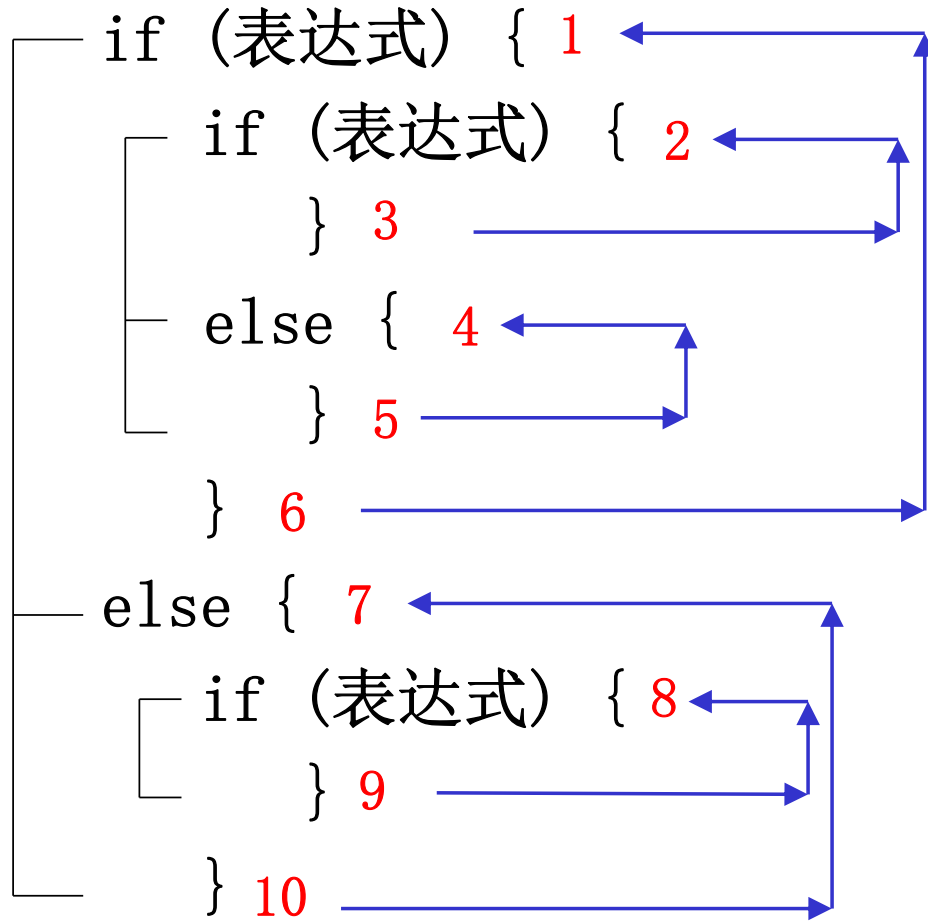 if (表达式) { 1
if (表达式) { 2
} 3
else { 4
} 5
} 6
else { 7
if (表达式) { 8
} 9
} 10